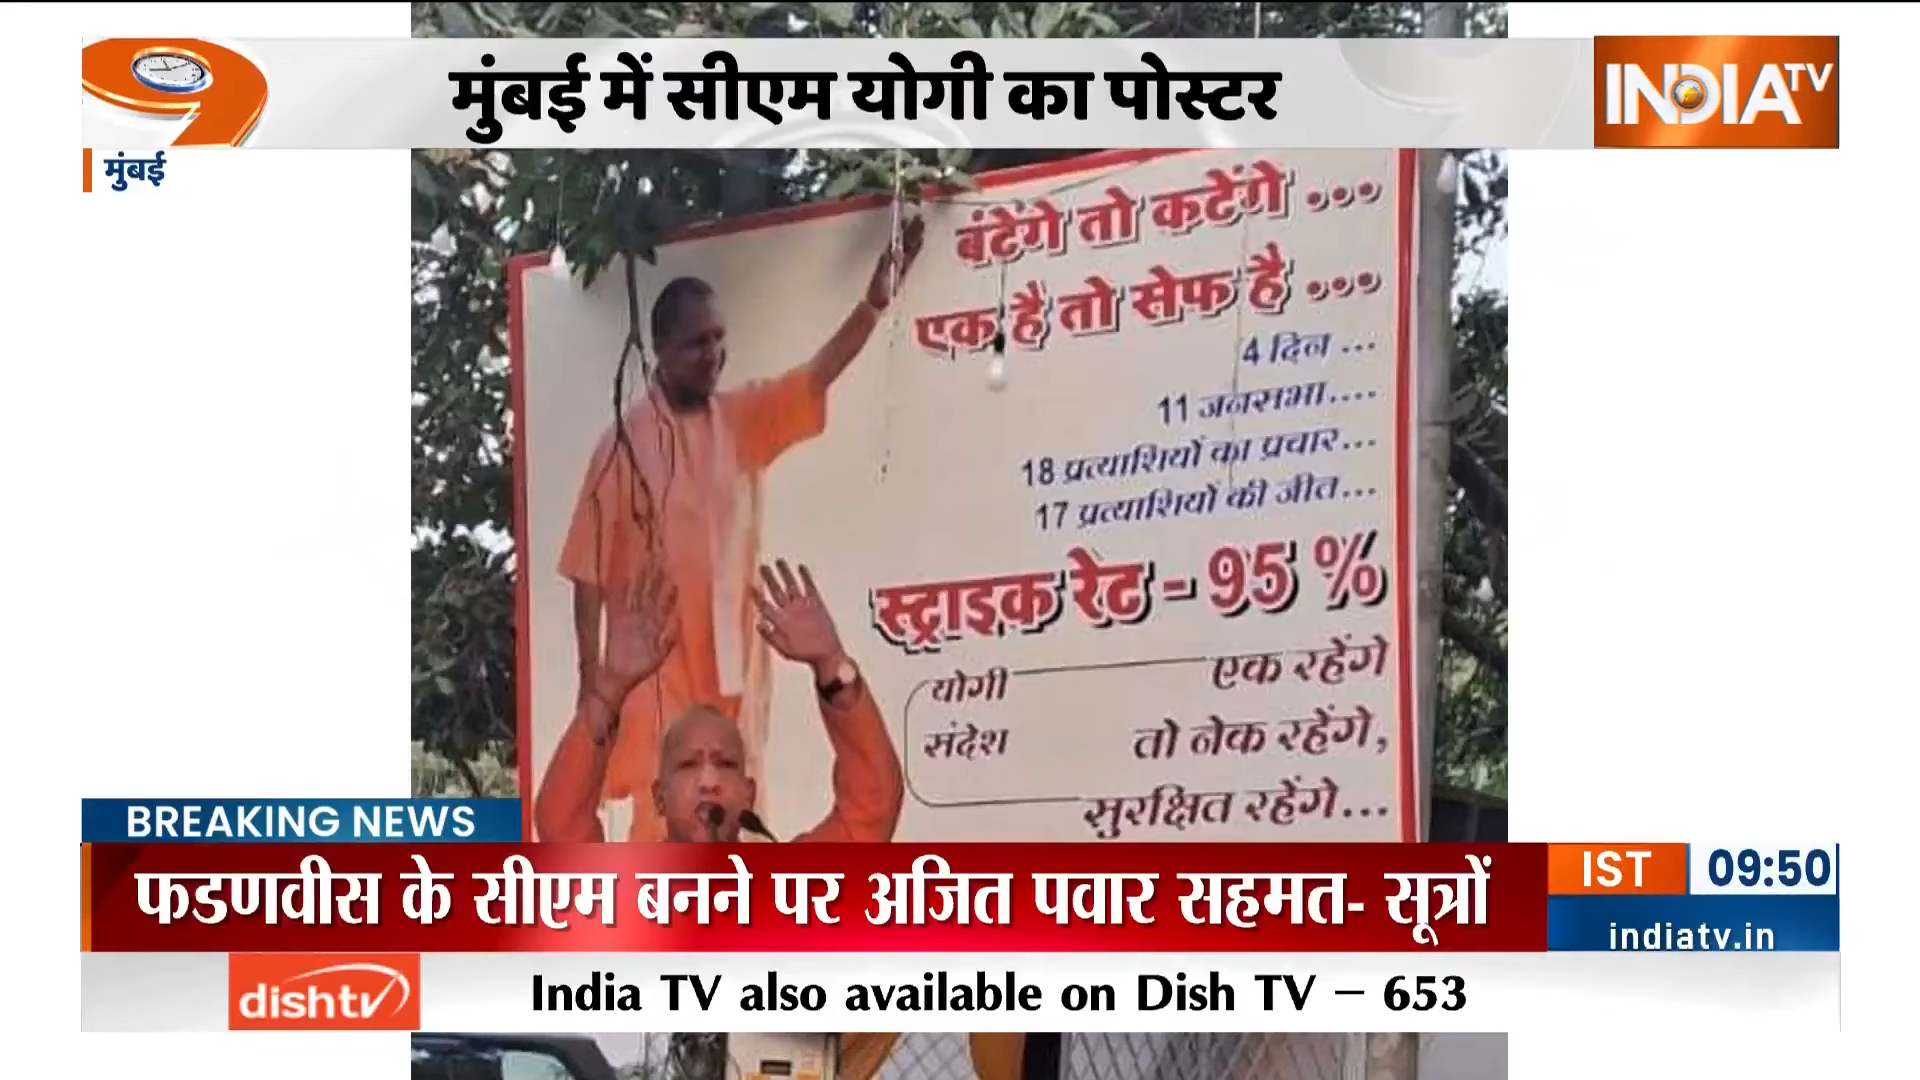 मुंबई में सीएम योगी का पोस्टर
INDIA TV
9
मुंबई
बंटेंगे तो कटेंगे ...
एक है तो सेफ है ...
4 दिन ...
11 जनसभा....
18 प्रत्याशियों का प्रचार...
17 प्रत्याशियों की जीत...
स्ट्राइक रेट - 95 %
योगी संदेश
एक रहेंगे
तो नेक रहेंगे,
सुरक्षित रहेंगे...
BREAKING NEWS
फडणवीस के सीएम बनने पर अजित पवार सहमत- सूत्रों
IST 09:50
indiatv.in
dishtv
India TV also available on Dish TV – 653